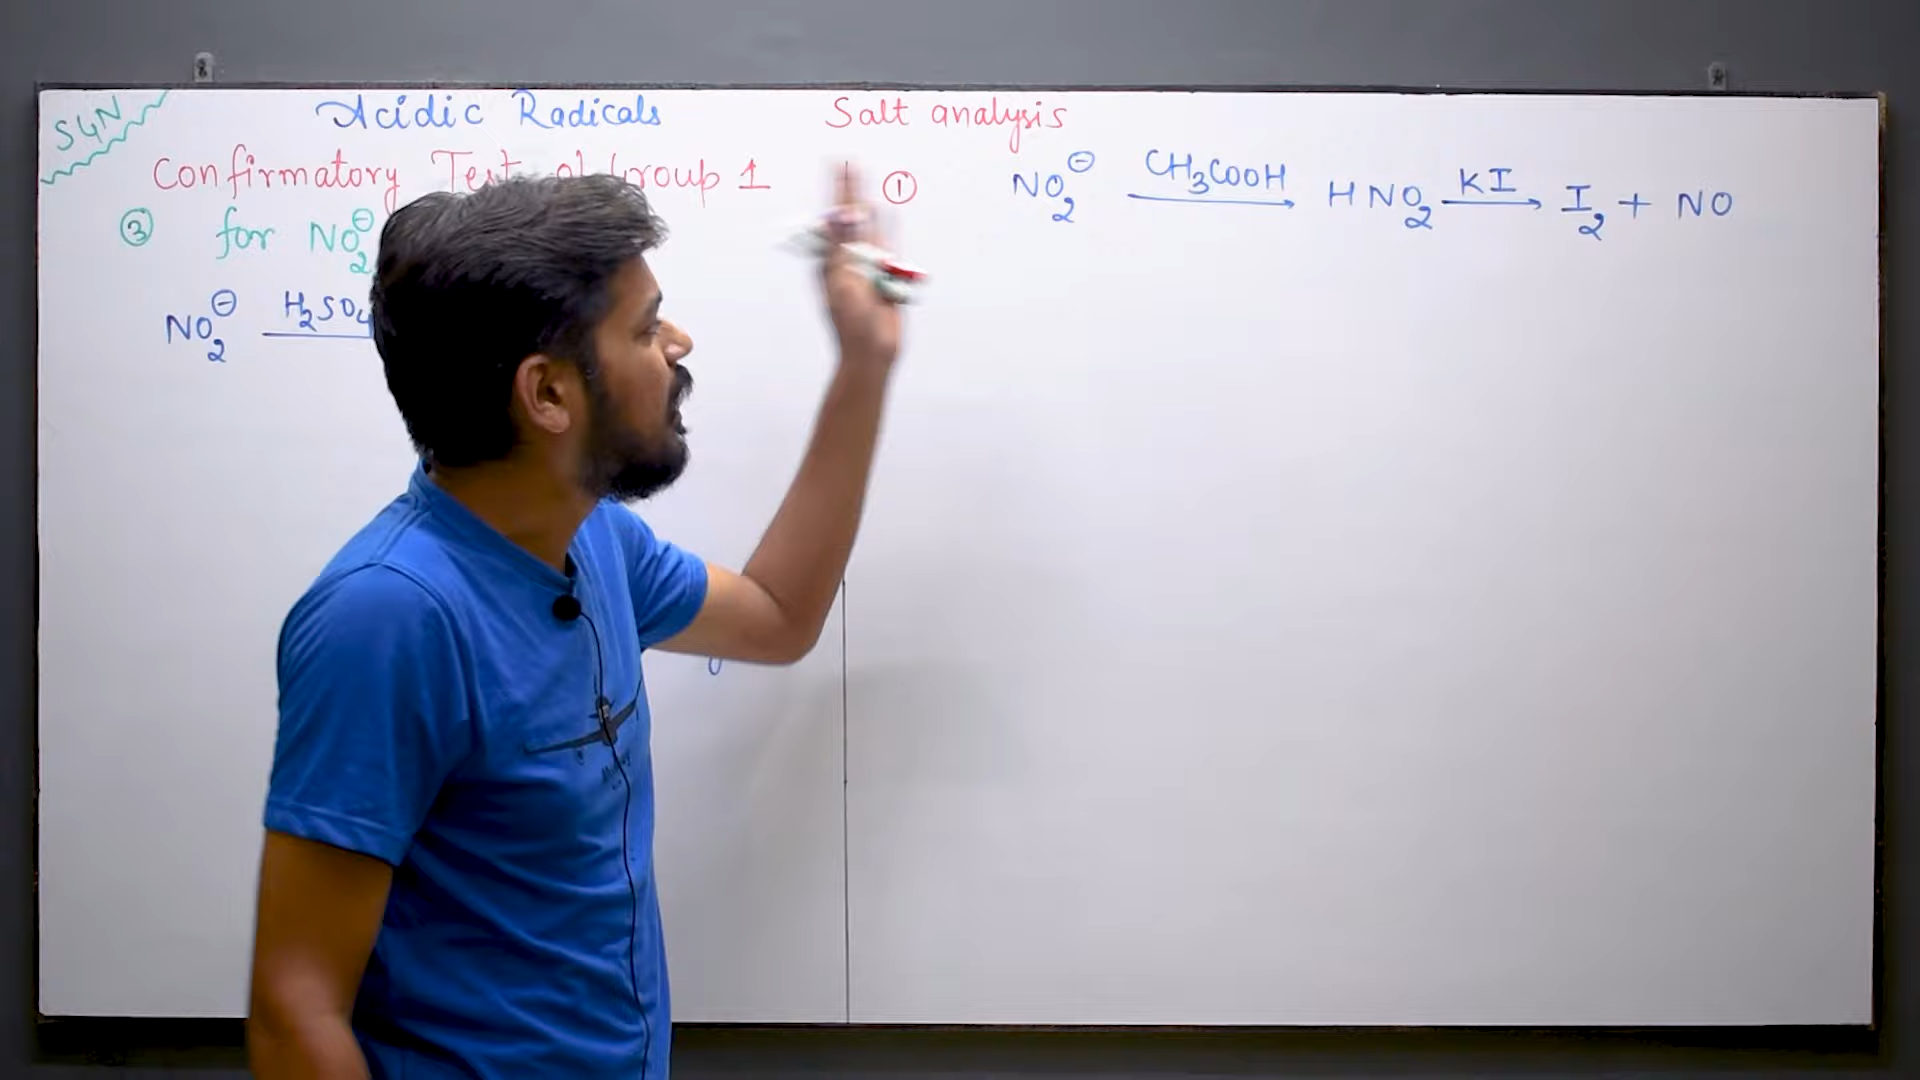 S4N
Acidic Radicals Salt analysis
Confirmatory Test of Group 1
③ for NO₂⊖
NO₂⊖ H₂SO₄
① NO₂⊖ CH₃COOH → HNO₂ KI → I₂ + NO